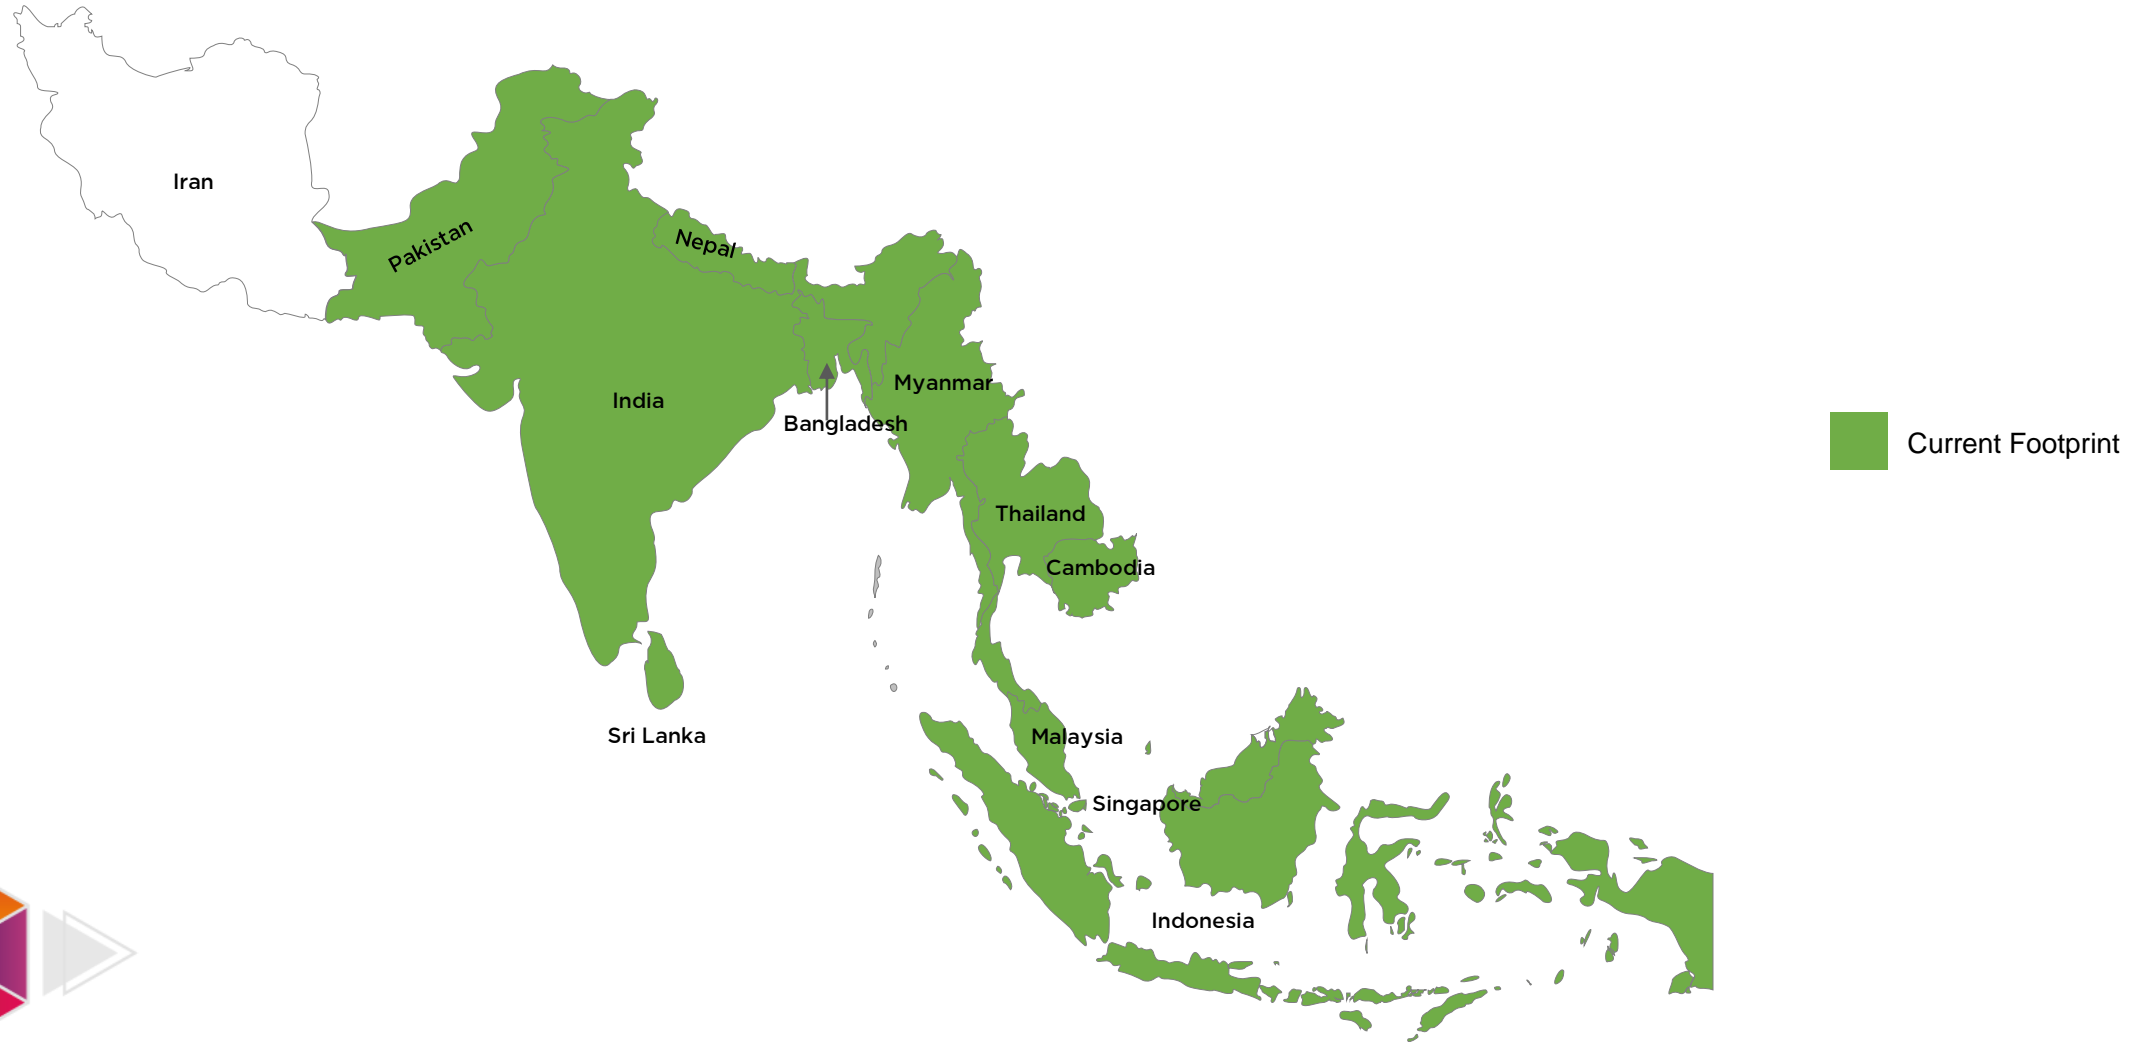 Iran
Pakistan
Nepal
India
Myanmar
Bangladesh
Current Footprint
Thailand
Cambodia
Sri Lanka
Malaysia
Singapore
Indonesia